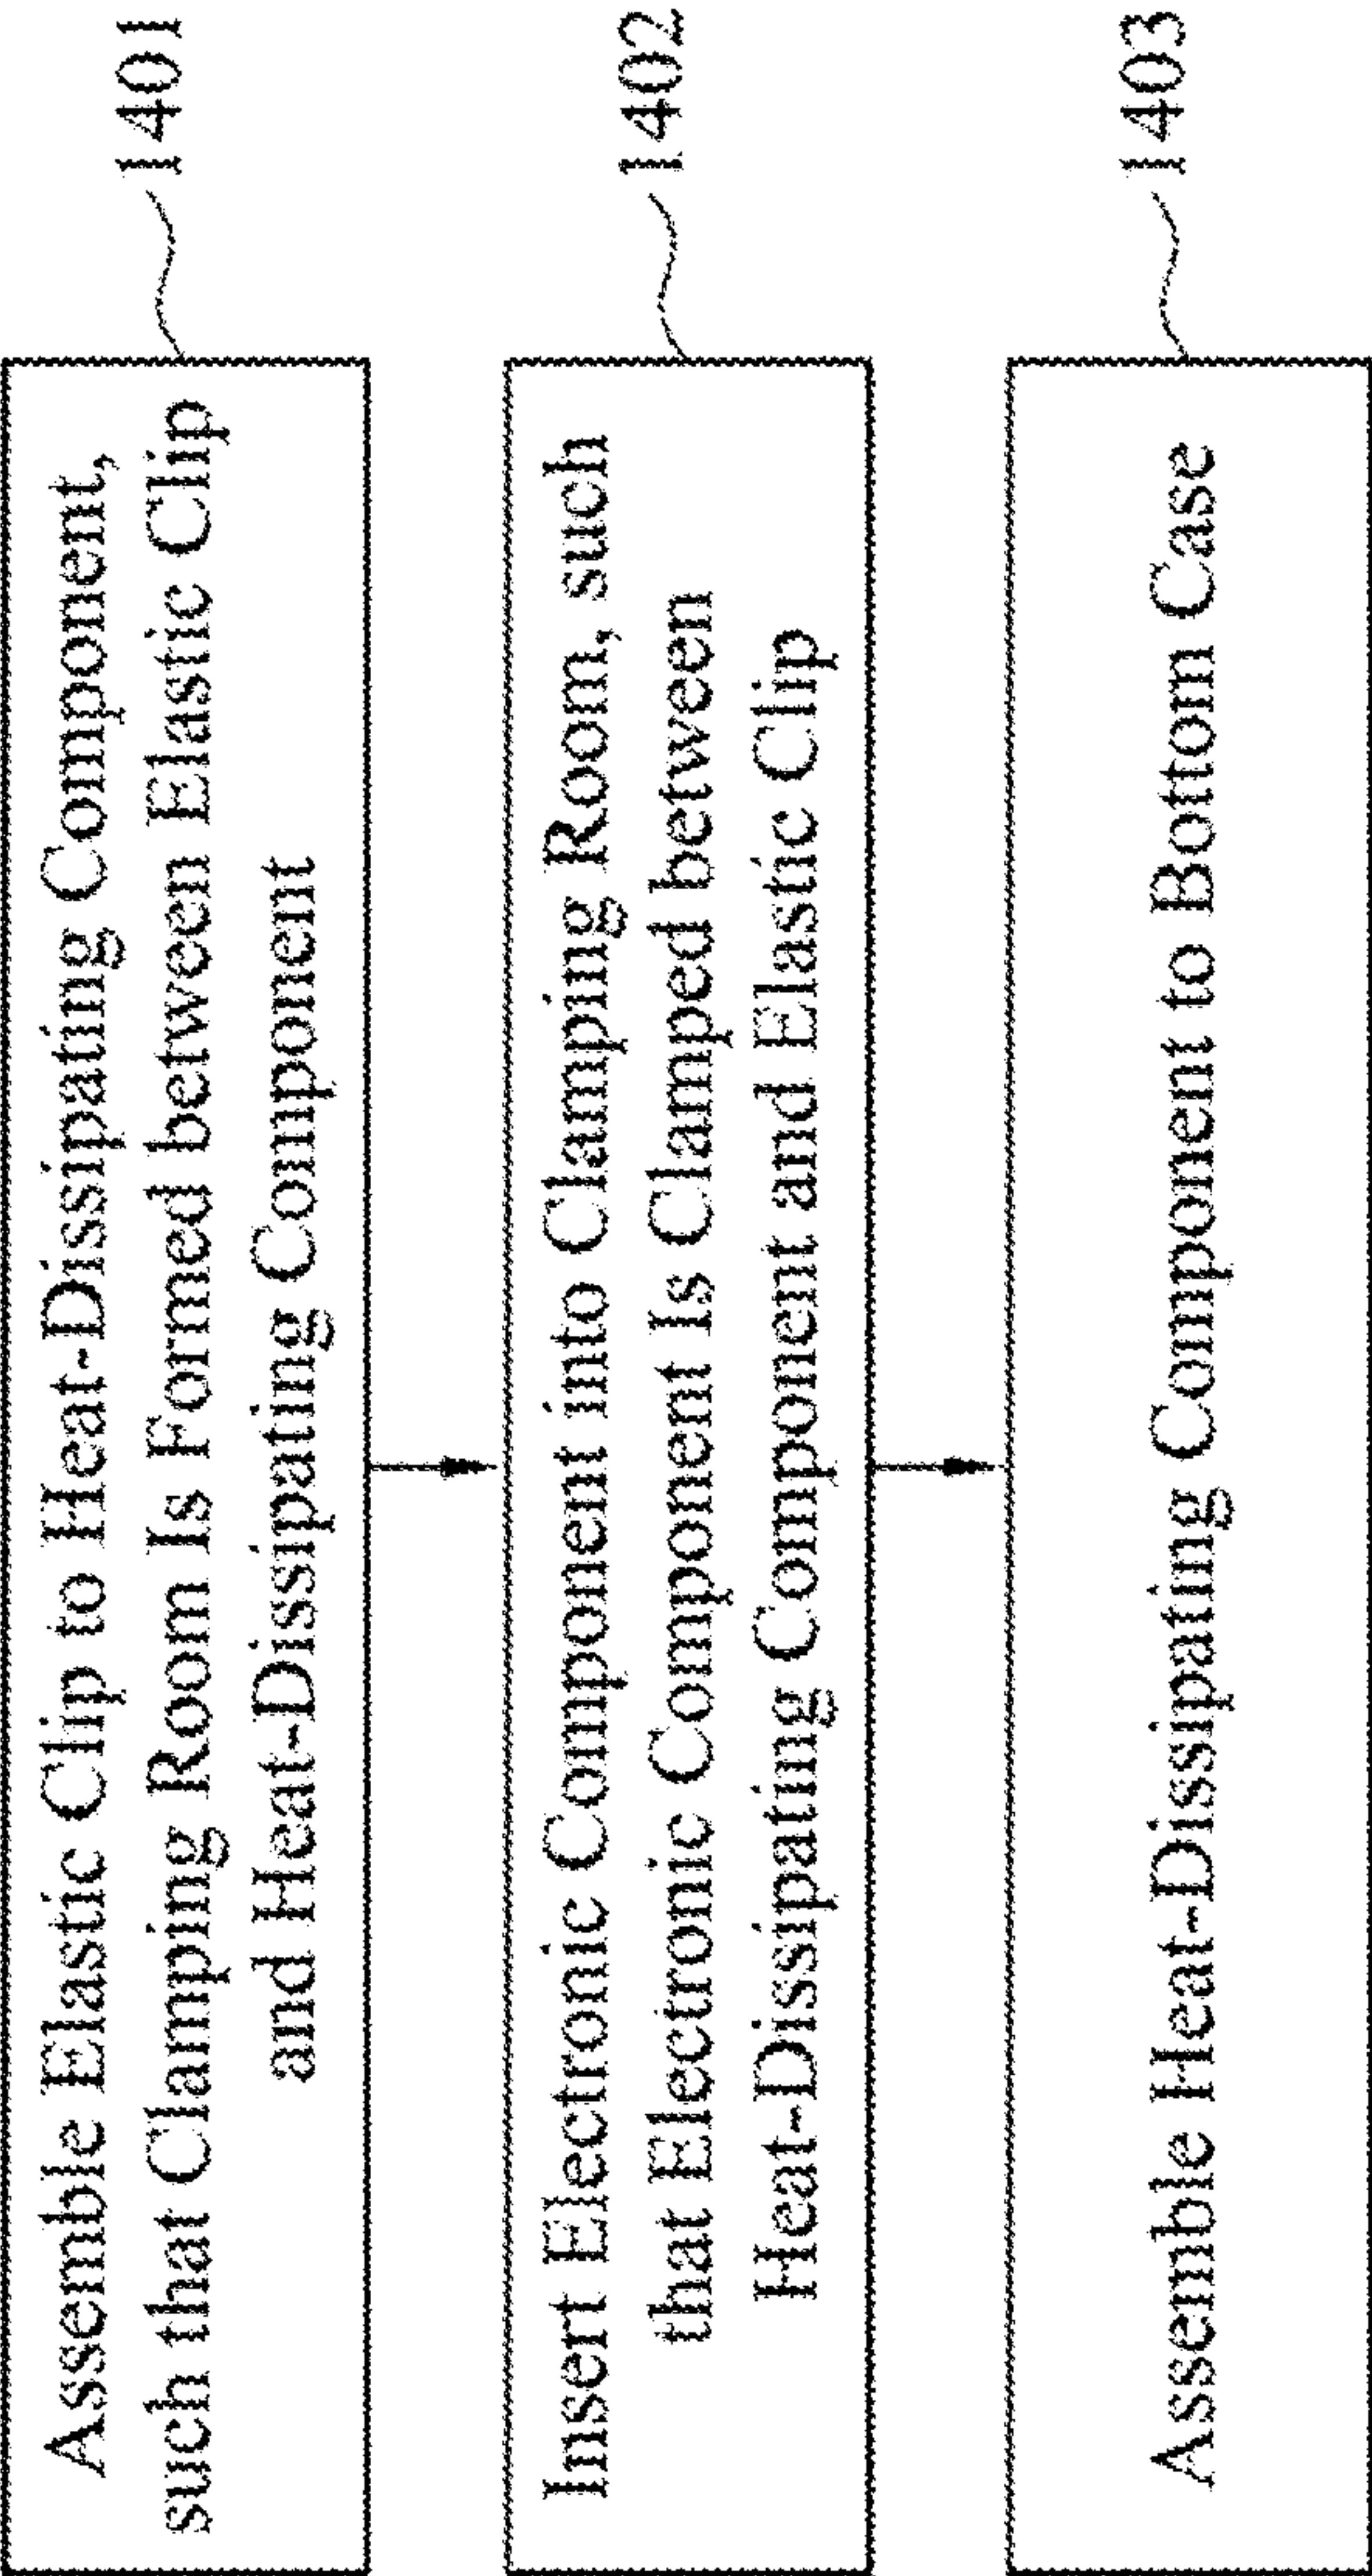 Assemble Elastic Clip to Heat-Dissipating Component,
such that Clamping Room Is Formed between Elastic Clip
and Heat-Dissipating Component
1401
Insert Electronic Component into Clamping Room, such
that Electronic Component Is Clamped between
Heat-Dissipating Component and Elastic Clip
1402
Assemble Heat-Dissipating Component to Bottom Case
1403